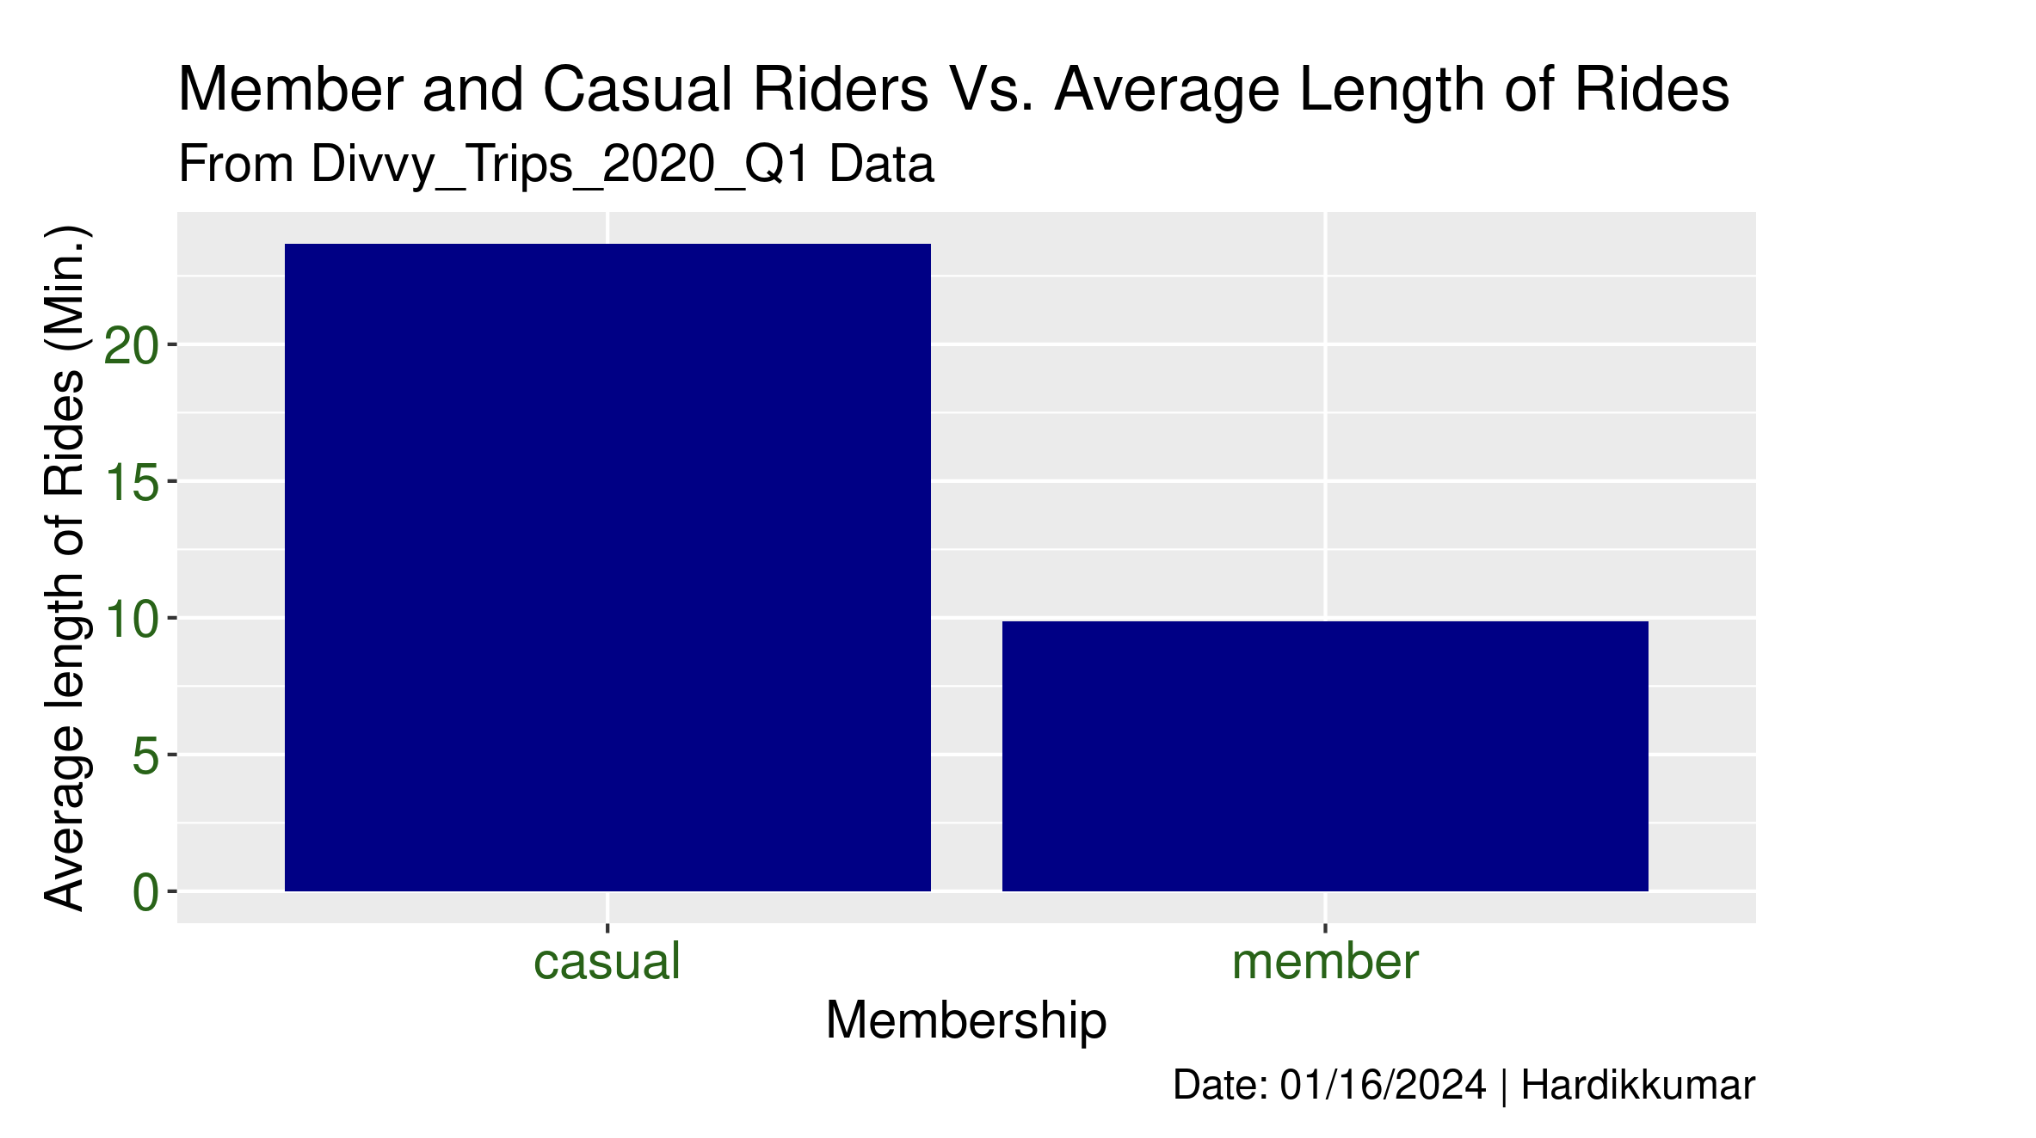 Member and Casual Riders Vs. Average Length of Rides
From Divvy_Trips_2020_Q1 Data
Average length of Rides (Min.)
20
15
10
5
0
casual
member
Membership
Date: 01/16/2024 | Hardikkumar